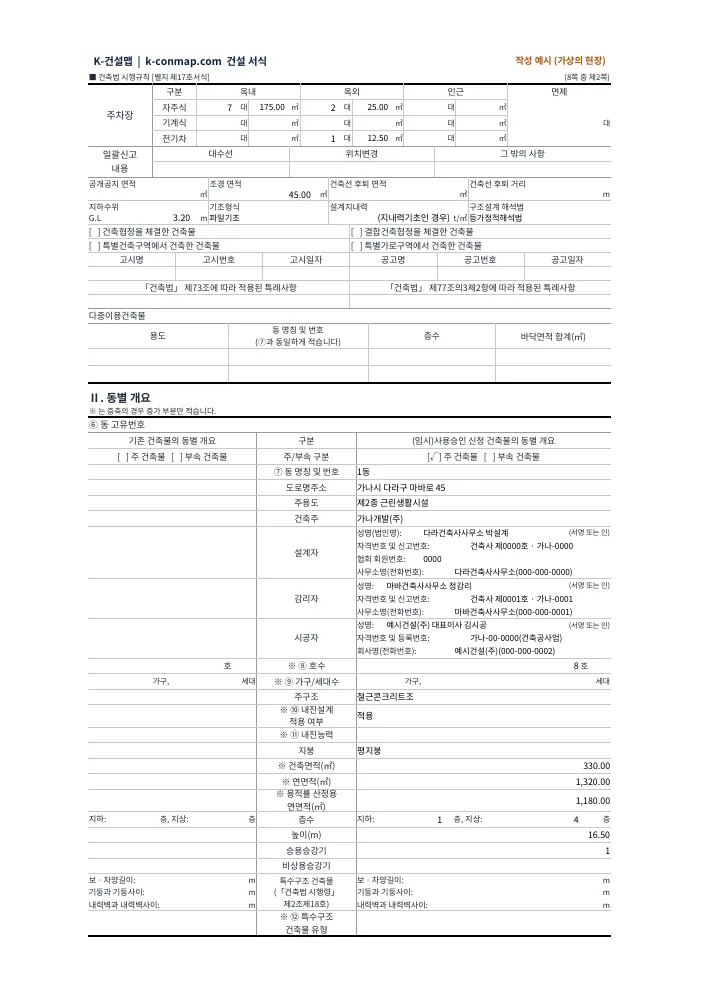 K-건설맵 | k-conmap.com 건설 서식 작성 예시 (가상의 현장)
■ 건축법 시행규칙 [별지 제17호서식] (8쪽 중 제2쪽)
주차장 구분 옥내 옥외 인근 면제
자주식 7 대 175.00 ㎡ 2 대 25.00 ㎡ 대 ㎡
기계식 대 ㎡ 대 ㎡ 대 ㎡ 대
전기차 대 ㎡ 1 대 12.50 ㎡ 대 ㎡
일괄신고 내용 대수선 위치변경 그 밖의 사항
공개공지 면적 ㎡ 조경 면적 45.00 ㎡ 건축선 후퇴 면적 ㎡ 건축선 후퇴 거리 m
지하수위 기초형식 설계지내력 구조설계 해석법
G.L 3.20 m 파일기초 (지내력기초인 경우) t/㎡ 등가정적해석법
[ ] 건축협정을 체결한 건축물 [ ] 결합건축협정을 체결한 건축물
[ ] 특별건축구역에서 건축한 건축물 [ ] 특별가로구역에서 건축한 건축물
고시명 고시번호 고시일자 공고명 공고번호 공고일자
「건축법」 제73조에 따라 적용된 특례사항 「건축법」 제77조의3제2항에 따라 적용된 특례사항
다중이용건축물
용도 동 명칭 및 번호 (⑦과 동일하게 적습니다) 층수 바닥면적 합계(㎡)
Ⅱ. 동별 개요
※ 는 증축의 경우 증가 부분만 적습니다.
⑥ 동 고유번호
기존 건축물의 동별 개요 구분 (임시)사용승인 신청 건축물의 동별 개요
[ ] 주 건축물 [ ] 부속 건축물 주/부속 구분 [√] 주 건축물 [ ] 부속 건축물
⑦ 동 명칭 및 번호 1동
도로명주소 가나시 다라구 마바로 45
주용도 제2종 근린생활시설
건축주 가나개발(주)
설계자
성명(법인명): 다라건축사사무소 박설계 (서명 또는 인)
자격번호 및 신고번호: 건축사 제0000호 · 가나-0000
협회 회원번호: 0000
사무소명(전화번호): 다라건축사사무소(000-000-0000)
감리자
성명: 마바건축사사무소 정감리 (서명 또는 인)
자격번호 및 신고번호: 건축사 제0001호 · 가나-0001
사무소명(전화번호): 마바건축사사무소(000-000-0001)
시공자
성명: 예시건설(주) 대표이사 김시공 (서명 또는 인)
자격번호 및 등록번호: 가나-00-0000(건축공사업)
회사명(전화번호): 예시건설(주)(000-000-0002)
호 ※ ⑧ 호수 8 호
가구, 세대 ※ ⑨ 가구/세대수 가구, 세대
주구조 철근콘크리트조
※ ⑩ 내진설계 적용 여부 적용
※ ⑪ 내진능력
지붕 평지붕
※ 건축면적(㎡) 330.00
※ 연면적(㎡) 1,320.00
※ 용적률 산정용 연면적(㎡) 1,180.00
지하: 층, 지상: 층 층수 지하: 1 층, 지상: 4 층
높이(m) 16.50
승용승강기 1
비상용승강기
보ㆍ차양길이: m 특수구조 건축물 보ㆍ차양길이: m
기둥과 기둥사이: m (「건축법 시행령」 기둥과 기둥사이: m
내력벽과 내력벽사이: m 제2조제18호) 내력벽과 내력벽사이: m
※ ⑫ 특수구조
건축물 유형